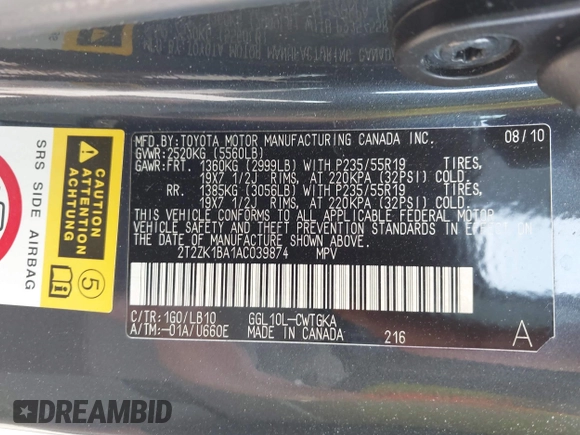 MFD.BY:TOYOTA MOTOR MANUFACTURING CANADA INC. 08/10
GVWR:2520KG (5560LB)
GAWR:FRT. 1360KG (2999LB) WITH P235/55R19 TIRES,
19X7 1/2J RIMS, AT 220KPA (32PSI) COLD.
RR. 1385KG (3056LB) WITH P235/55R19 TIRES,
19X7 1/2J RIMS, AT 220KPA (32PSI) COLD.
THIS VEHICLE CONFORMS TO ALL APPLICABLE FEDERAL MOTOR
VEHICLE SAFETY AND THEFT PREVENTION STANDARDS IN EFFECT ON
THE DATE OF MANUFACTURE SHOWN ABOVE.
2T2ZK1BA1AC039874 MPV
C/TR:1G0/LB10 GGL10L-CWTGKA
A/TM:-01A/U660E MADE IN CANADA 216 A
SRS SIDE AIRBAG
CAUTION
ATTENTION
ACHTUNG
5
DREAMBID